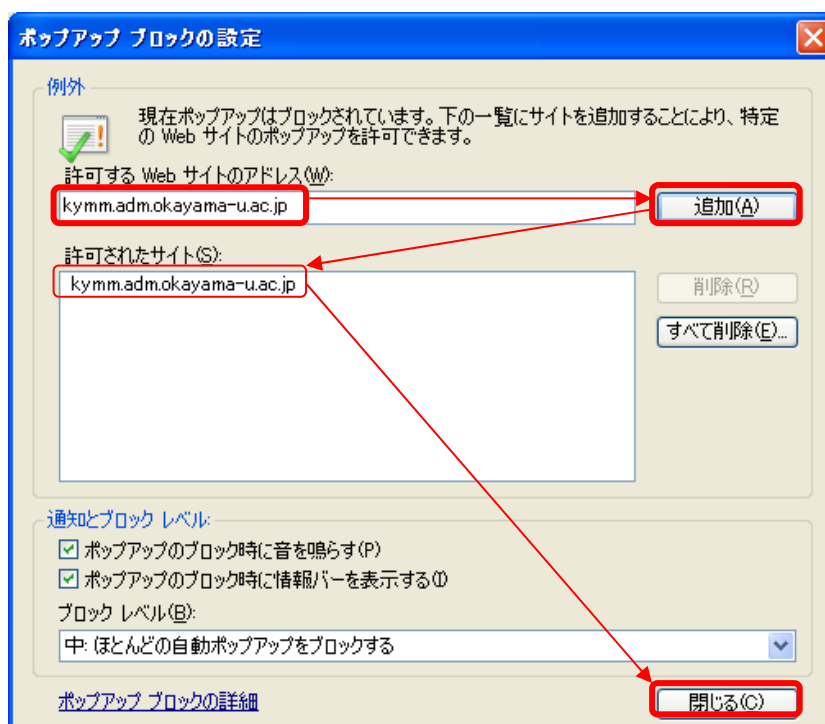 ポップアップ ブロックの設定
例外
現在ポップアップはブロックされています。下の一覧にサイトを追加することにより、特定
の Web サイトのポップアップを許可できます。
許可する Web サイトのアドレス(W):
kymm.adm.okayama-u.ac.jp
追加(A)
許可されたサイト(S):
kymm.adm.okayama-u.ac.jp
削除(R)
すべて削除(E)...
通知とブロック レベル:
ポップアップのブロック時に音を鳴らす(P)
ポップアップのブロック時に情報バーを表示する(I)
ブロック レベル(B):
中: ほとんどの自動ポップアップをブロックする
ポップアップ ブロックの詳細
閉じる(C)